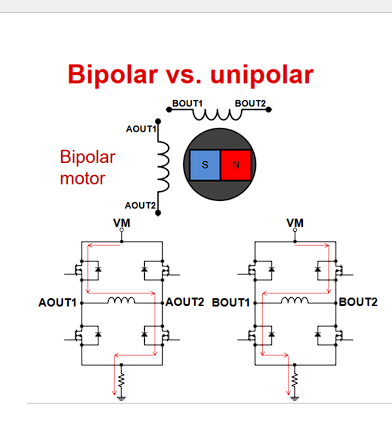 Bipolar vs. unipolar
BOUT1 BOUT2
AOUT1
Bipolar
motor
S N
AOUT2
VM VM
AOUT1 AOUT2 BOUT1 BOUT2